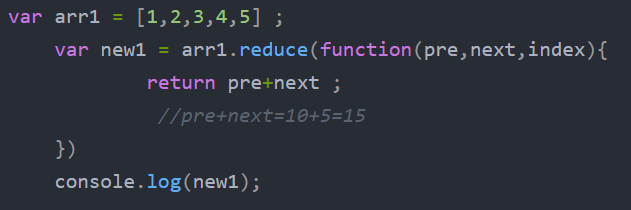 var arr1 = [1,2,3,4,5] ;
var new1 = arr1.reduce(function(pre,next,index){
return pre+next ;
//pre+next=10+5=15
})
console.log(new1);